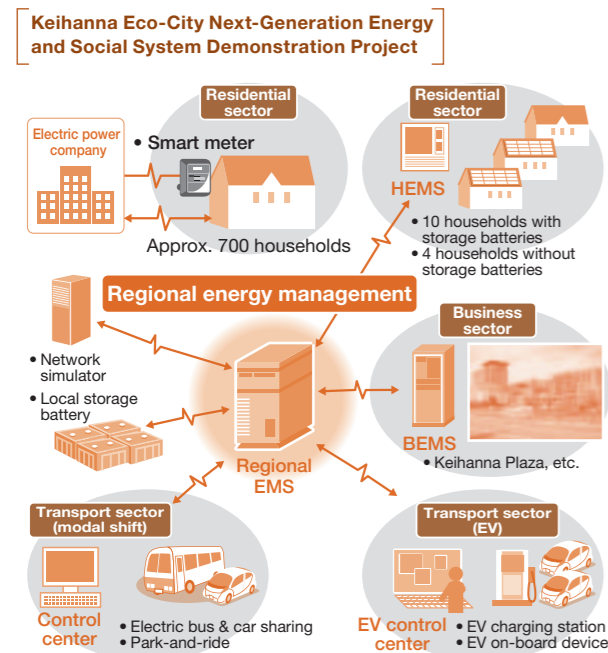 Keihanna Eco-City Next-Generation Energy
and Social System Demonstration Project
Residential
sector
Electric power
company
• Smart meter
Approx. 700 households
Residential
sector
HEMS
• 10 households with
storage batteries
• 4 households without
storage batteries
Regional energy management
• Network
simulator
• Local storage
battery
Regional
EMS
Business
sector
BEMS
• Keihanna Plaza, etc.
Transport sector
(modal shift)
Control
center
• Electric bus & car sharing
• Park-and-ride
Transport sector
(EV)
EV control
center
• EV charging station
• EV on-board device